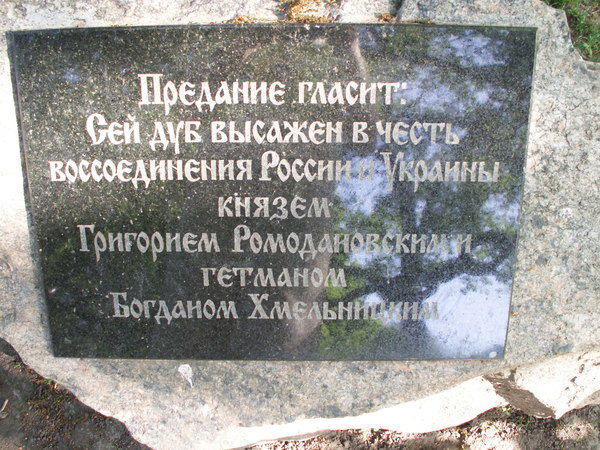 Предание гласит:
Сей дуб высажен в честь
воссоединения России и Украины
князем
Григорием Ромодановским и
гетманом
Богданом Хмельницким